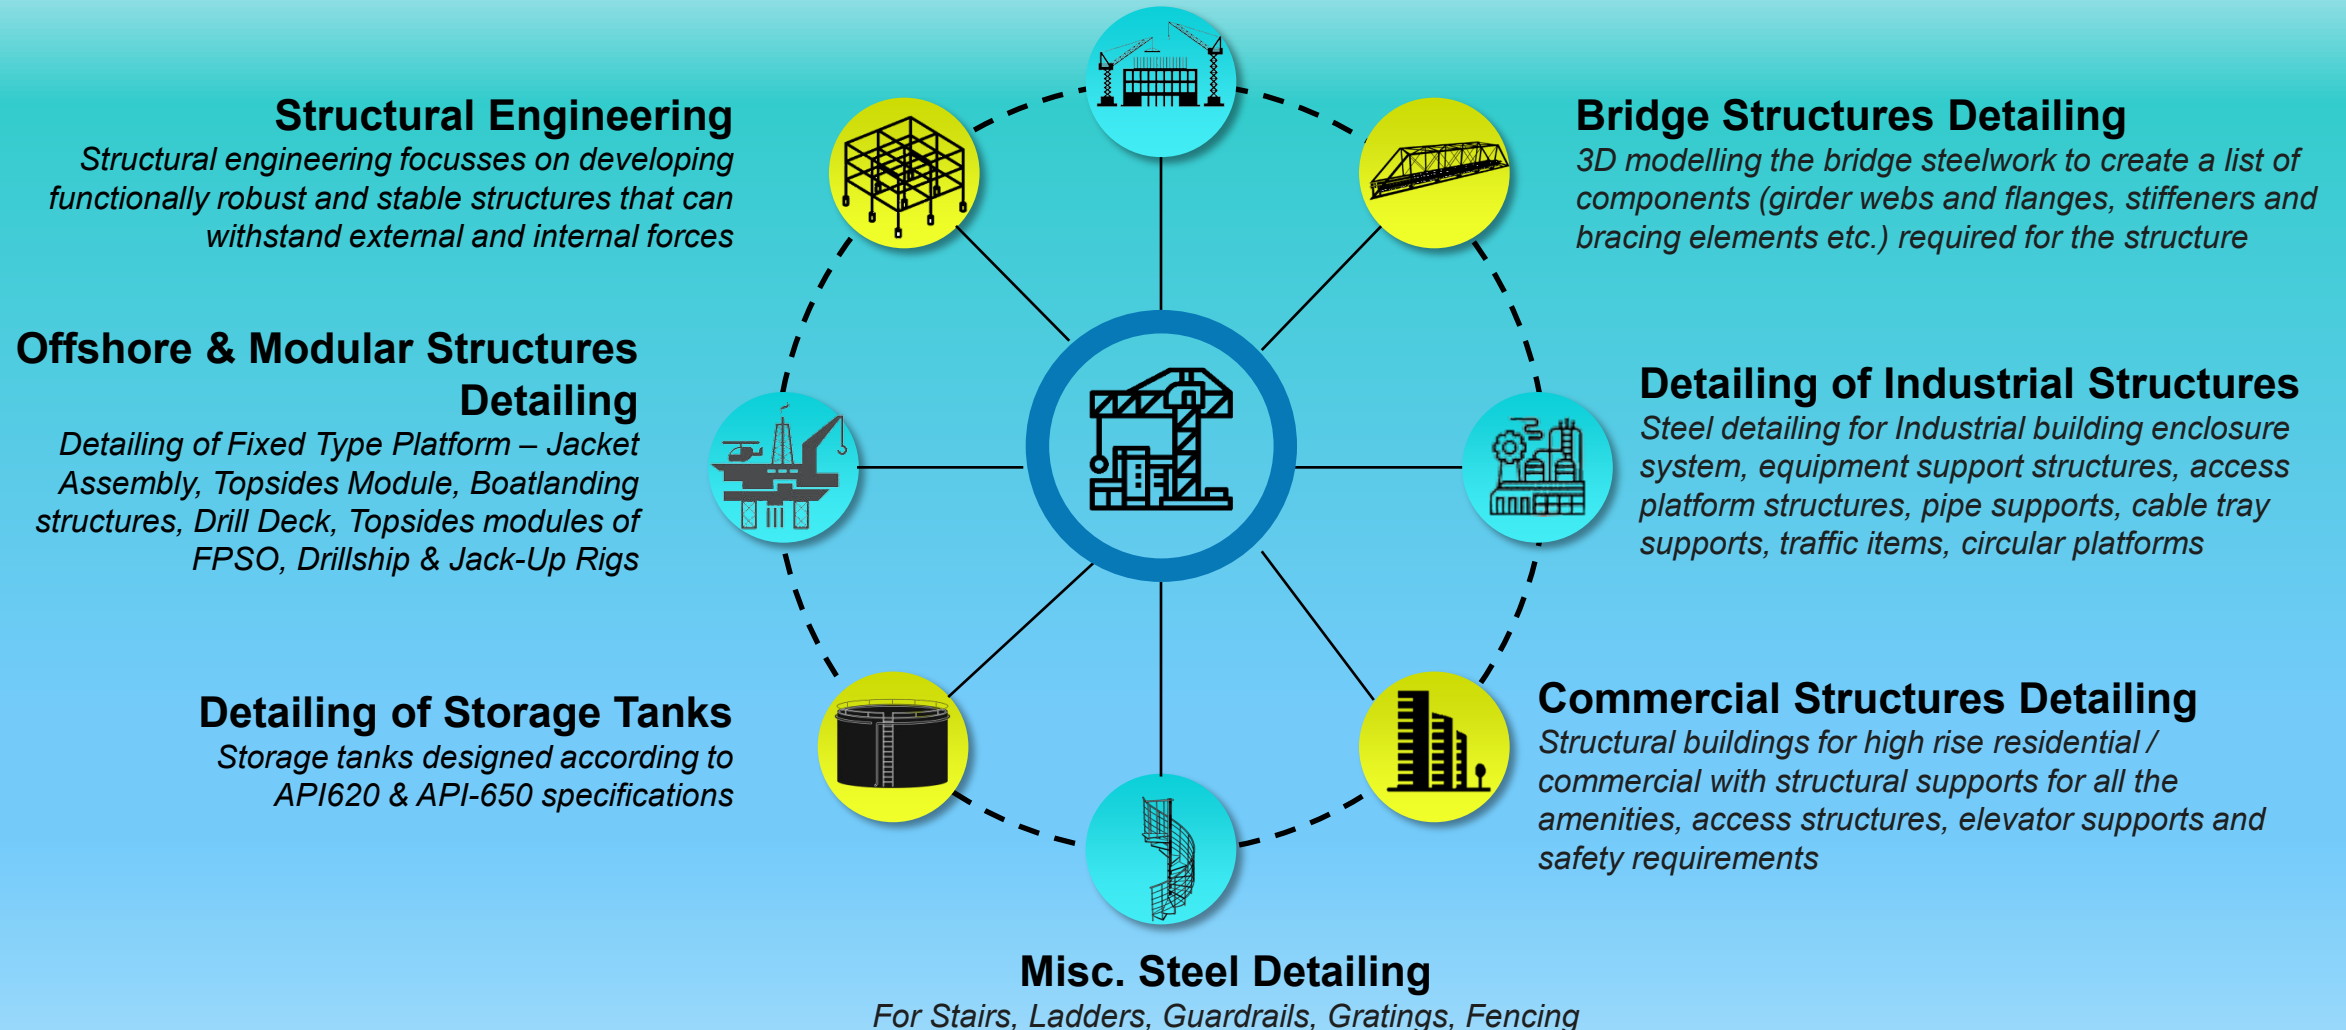 Structural Engineering
Structural engineering focusses on developing
functionally robust and stable structures that can
withstand external and internal forces
Bridge Structures Detailing
3D modelling the bridge steelwork to create a list of
components (girder webs and flanges, stiffeners and
bracing elements etc.) required for the structure
Offshore & Modular Structures
Detailing
Detailing of Fixed Type Platform – Jacket
Assembly, Topsides Module, Boatlanding
structures, Drill Deck, Topsides modules of
FPSO, Drillship & Jack-Up Rigs
Detailing of Industrial Structures
Steel detailing for Industrial building enclosure
system, equipment support structures, access
platform structures, pipe supports, cable tray
supports, traffic items, circular platforms
Detailing of Storage Tanks
Storage tanks designed according to
API620 & API-650 specifications
Commercial Structures Detailing
Structural buildings for high rise residential /
commercial with structural supports for all the
amenities, access structures, elevator supports and
safety requirements
Misc. Steel Detailing
For Stairs, Ladders, Guardrails, Gratings, Fencing